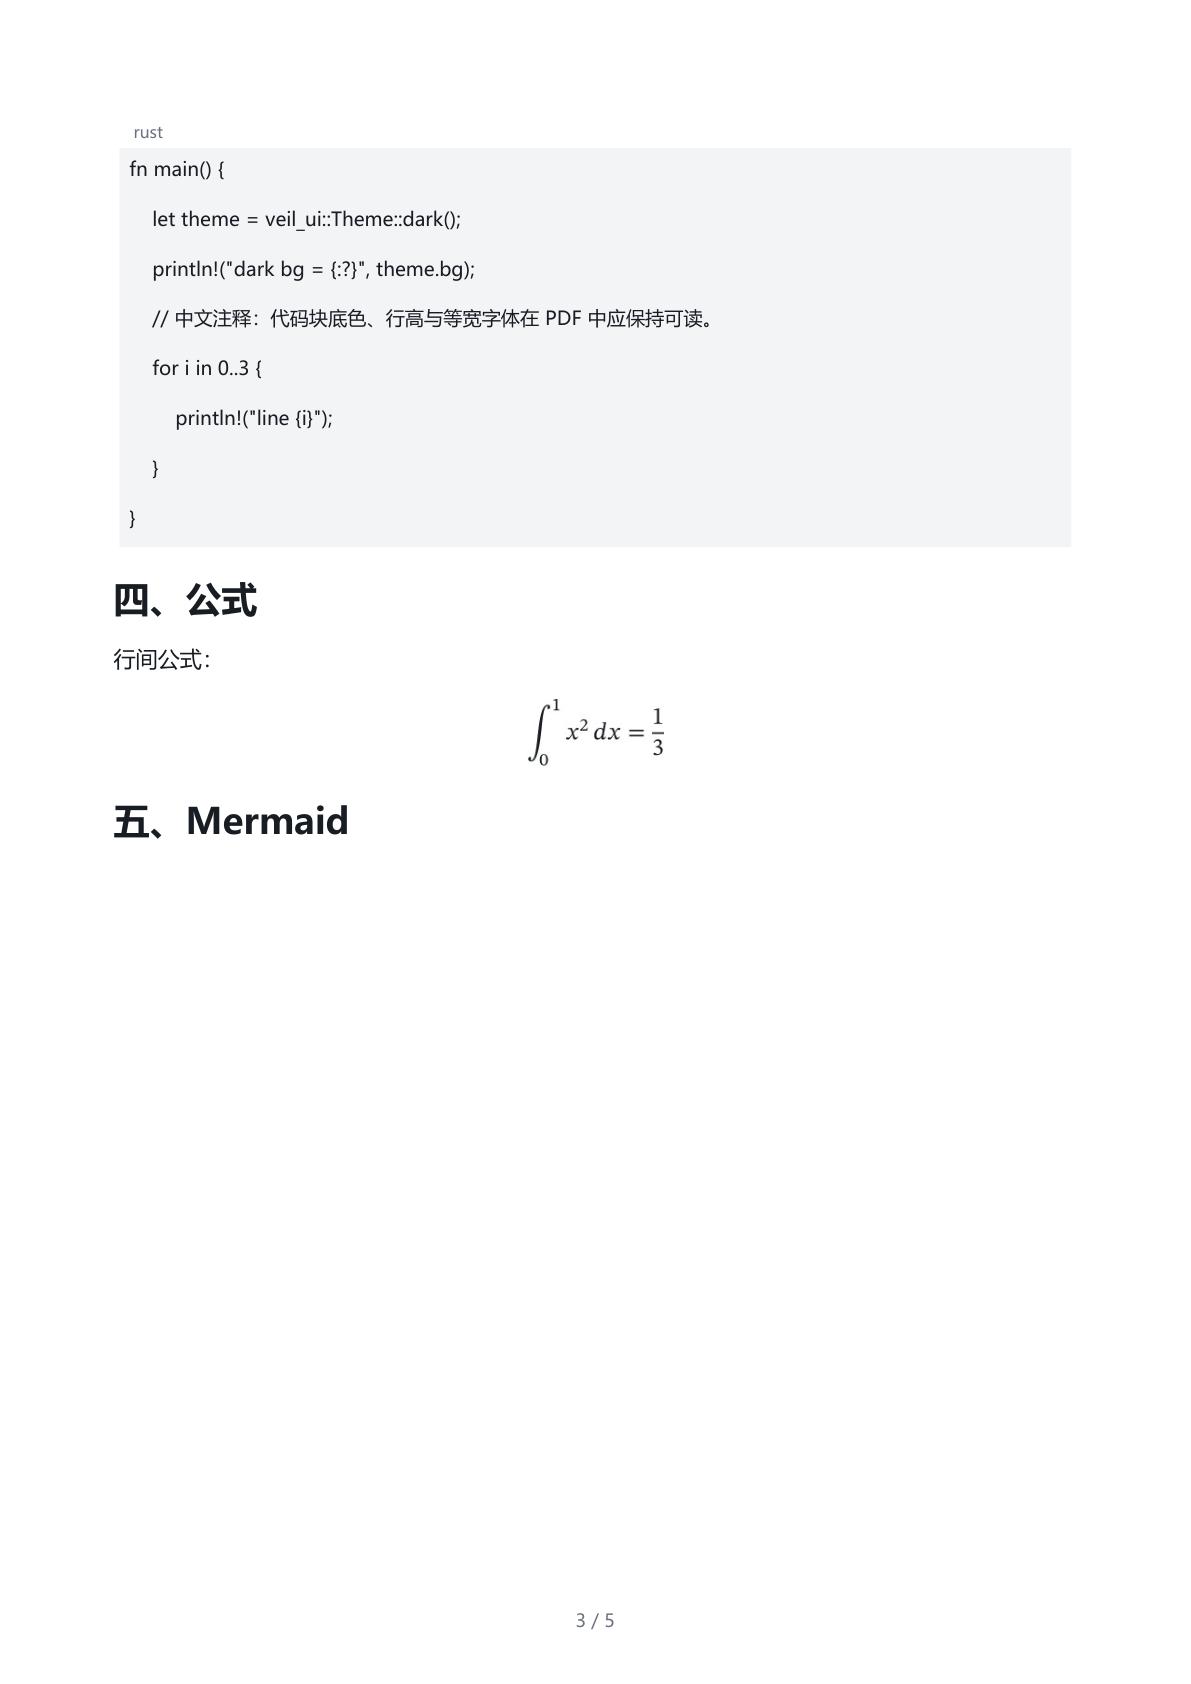 rust
fn main() {
    let theme = veil_ui::Theme::dark();
    println!("dark bg = {:?}", theme.bg);
    // 中文注释：代码块底色、行高与等宽字体在 PDF 中应保持可读。
    for i in 0..3 {
        println!("line {i}");
    }
}
四、公式
行间公式：
∫₀¹ x² dx = 1/3
五、Mermaid
3 / 5